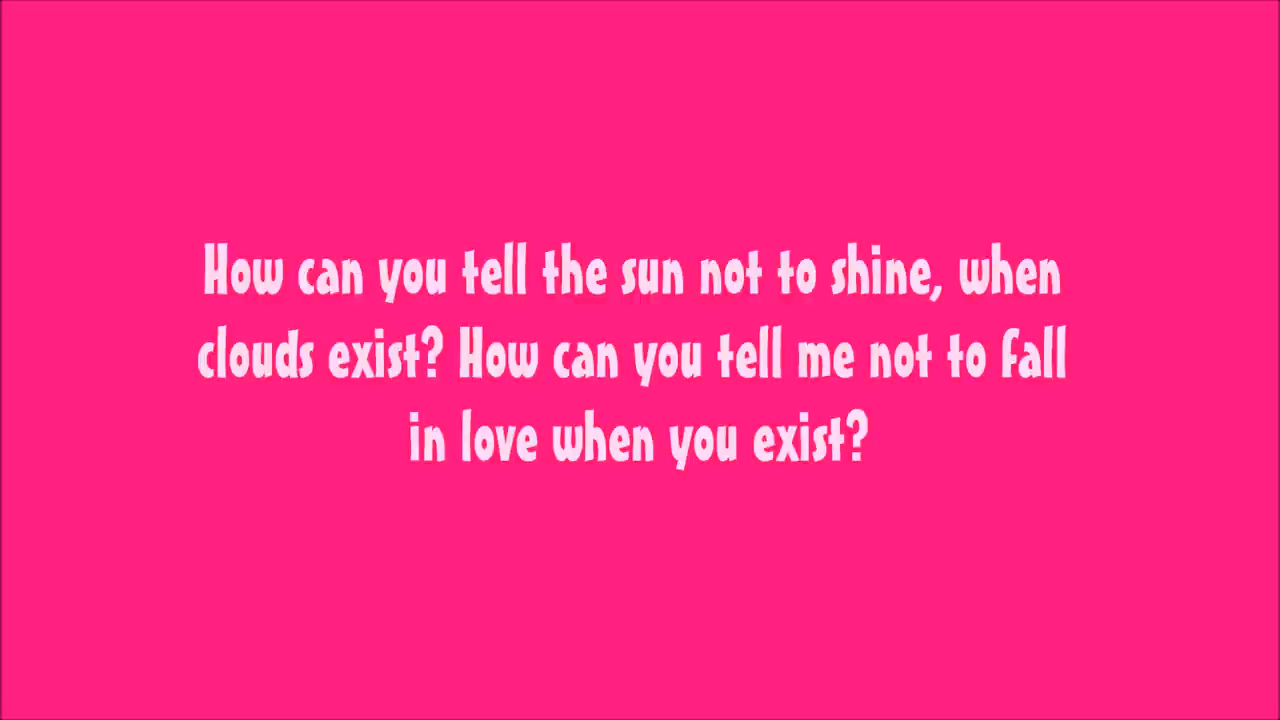 How can you tell the sun not to shine, when
clouds exist? How can you tell me not to fall
in love when you exist?